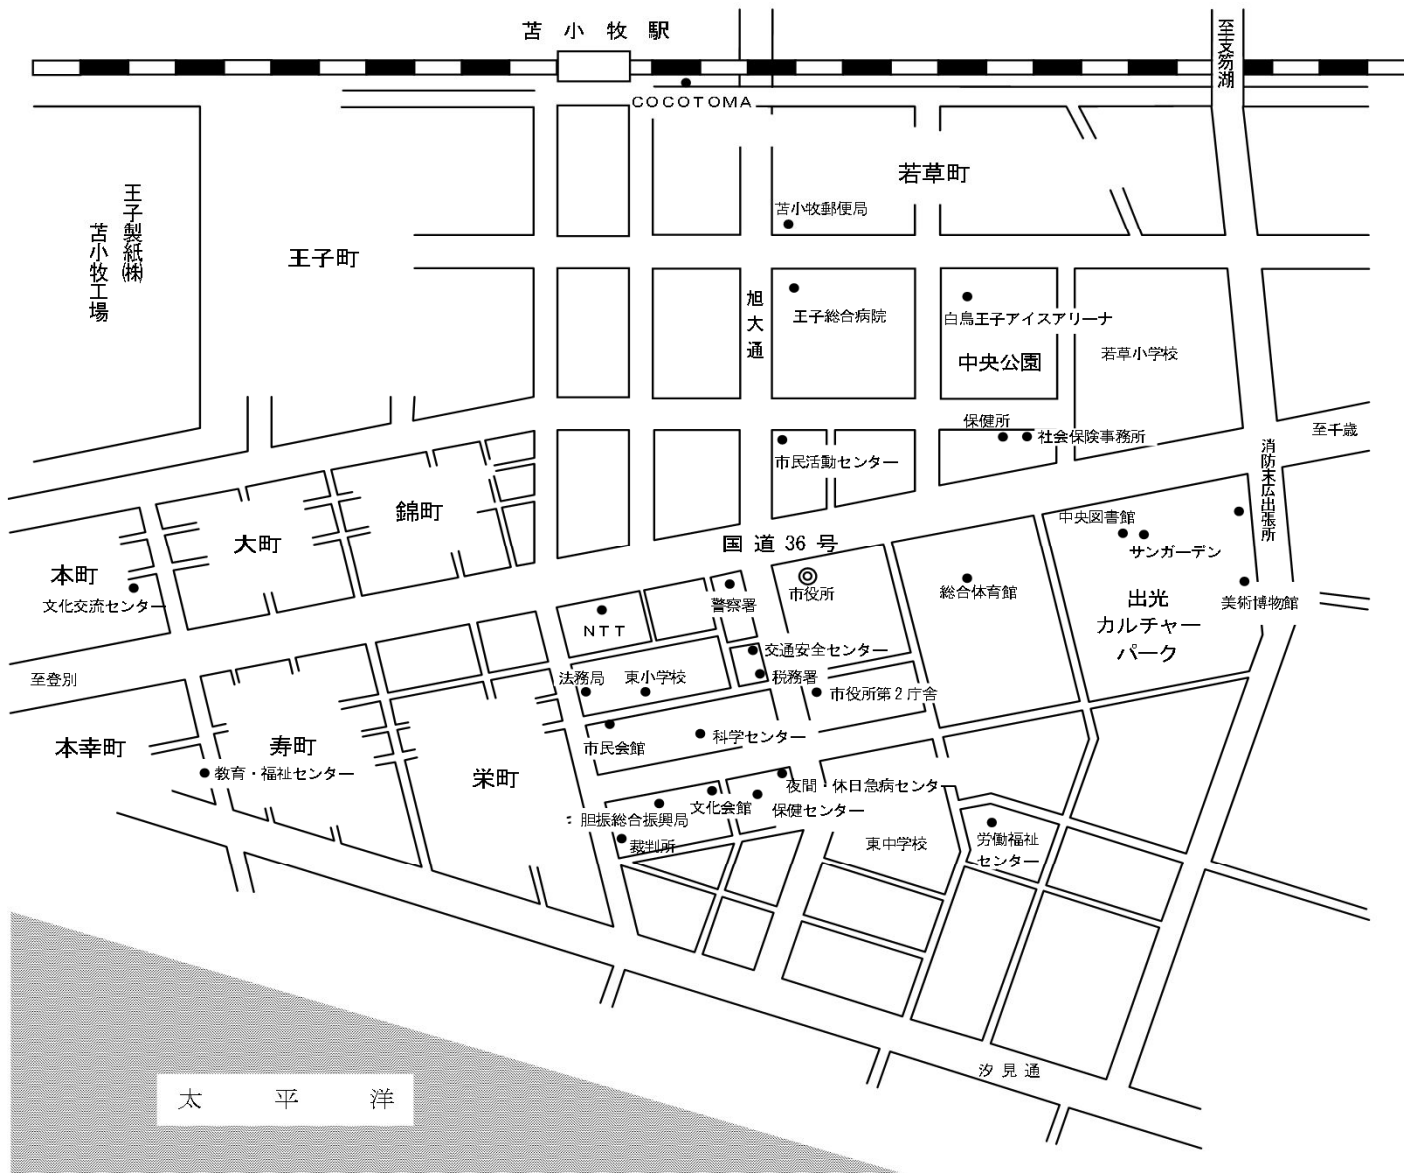 苫小牧駅
至支笏湖
COCOTOMA
若草町
王子製紙㈱
苫小牧工場
苫小牧郵便局
王子町
旭大通
王子総合病院
白鳥王子アイスアリーナ
中央公園
若草小学校
保健所
社会保険事務所
至千歳
市民活動センター
消防末広出張所
錦町
大町
国道36号
中央図書館
サンガーデン
本町
文化交流センター
警察署
市役所
総合体育館
出光
カルチャー
パーク
美術博物館
NTT
交通安全センター
至登別
法務局
東小学校
税務署
市役所第2庁舎
本幸町
寿町
市民会館
科学センター
教育・福祉センター
栄町
夜間・休日急病センター
文化会館
保健センター
胆振総合振興局
裁判所
東中学校
労働福祉
センター
汐見通
太平洋